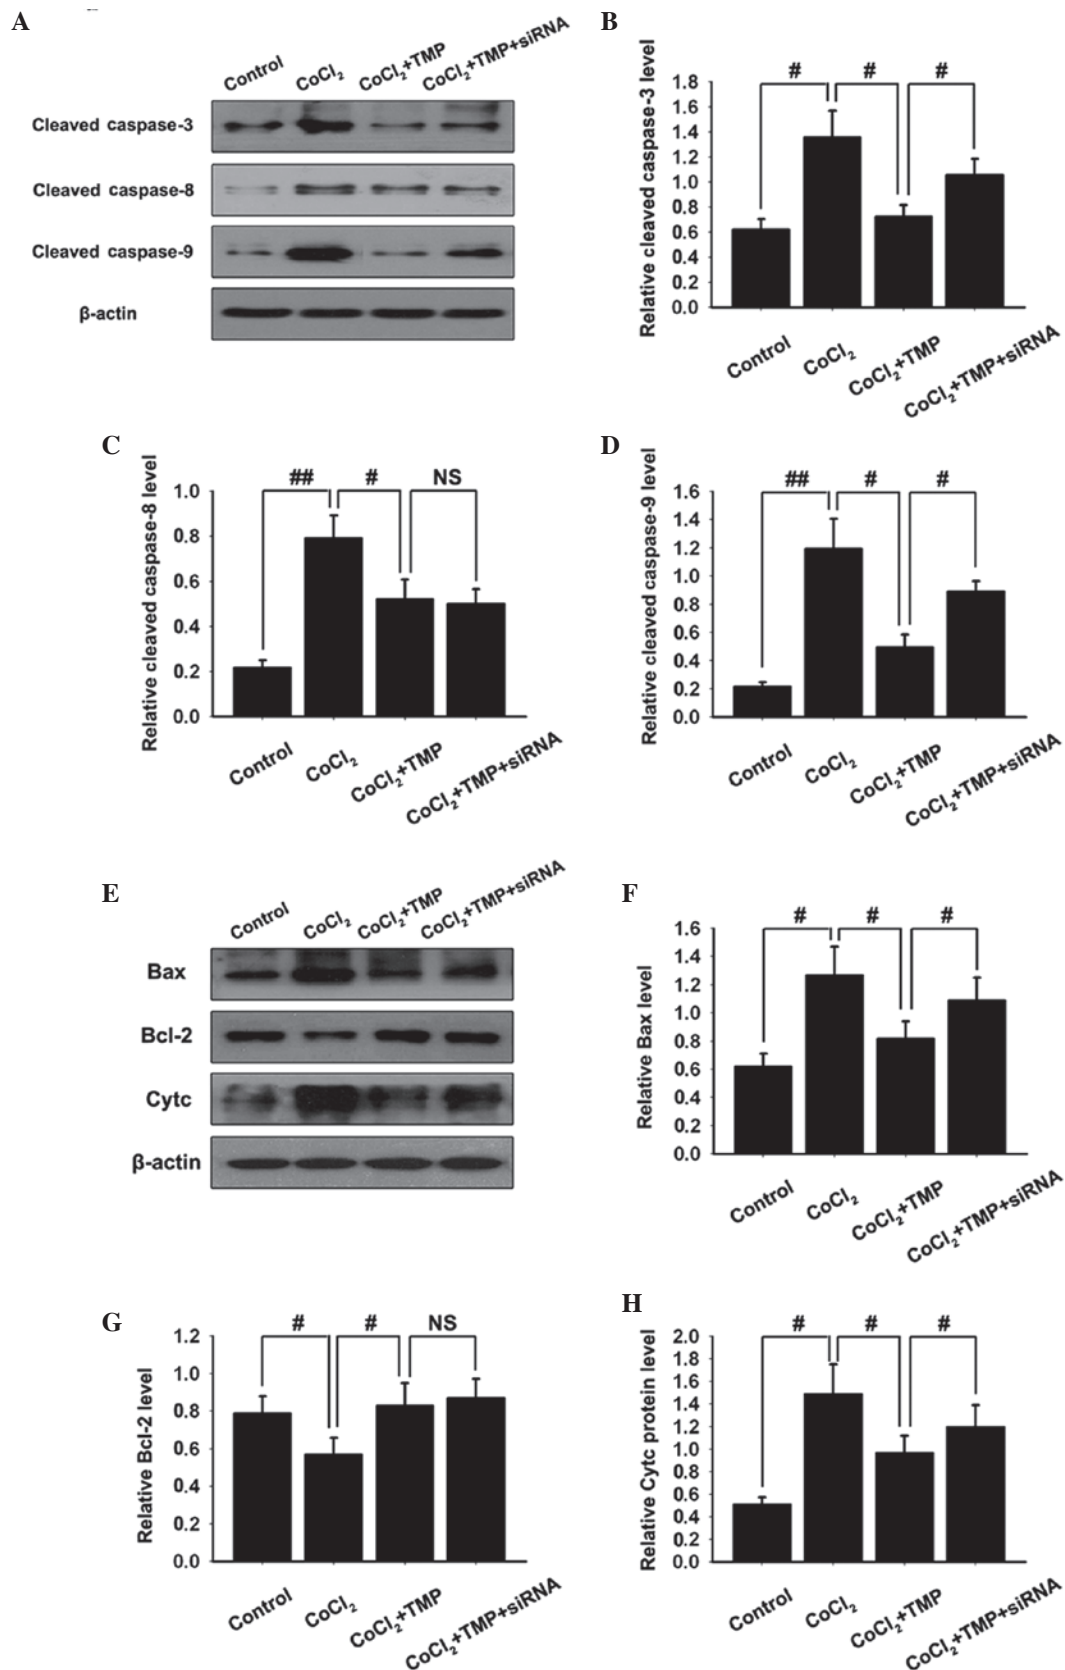 A
Control CoCl₂ CoCl₂+TMP CoCl₂+TMP+siRNA
Cleaved caspase-3
Cleaved caspase-8
Cleaved caspase-9
β-actin
B
Relative cleaved caspase-3 level
# # #
1.8
1.6
1.4
1.2
1.0
0.8
0.6
0.4
0.2
0.0
Control CoCl₂ CoCl₂+TMP CoCl₂+TMP+siRNA
C
Relative cleaved caspase-8 level
## # NS
1.0
0.8
0.6
0.4
0.2
0.0
Control CoCl₂ CoCl₂+TMP CoCl₂+TMP+siRNA
D
Relative cleaved caspase-9 level
## # #
1.6
1.4
1.2
1.0
0.8
0.6
0.4
0.2
0.0
Control CoCl₂ CoCl₂+TMP CoCl₂+TMP+siRNA
E
Control CoCl₂ CoCl₂+TMP CoCl₂+TMP+siRNA
Bax
Bcl-2
Cytc
β-actin
F
Relative Bax level
# # #
1.6
1.4
1.2
1.0
0.8
0.6
0.4
0.2
0.0
Control CoCl₂ CoCl₂+TMP CoCl₂+TMP+siRNA
G
Relative Bcl-2 level
# # NS
1.2
1.0
0.8
0.6
0.4
0.2
0.0
Control CoCl₂ CoCl₂+TMP CoCl₂+TMP+siRNA
H
Relative Cytc protein level
# # #
2.0
1.8
1.6
1.4
1.2
1.0
0.8
0.6
0.4
0.2
0.0
Control CoCl₂ CoCl₂+TMP CoCl₂+TMP+siRNA